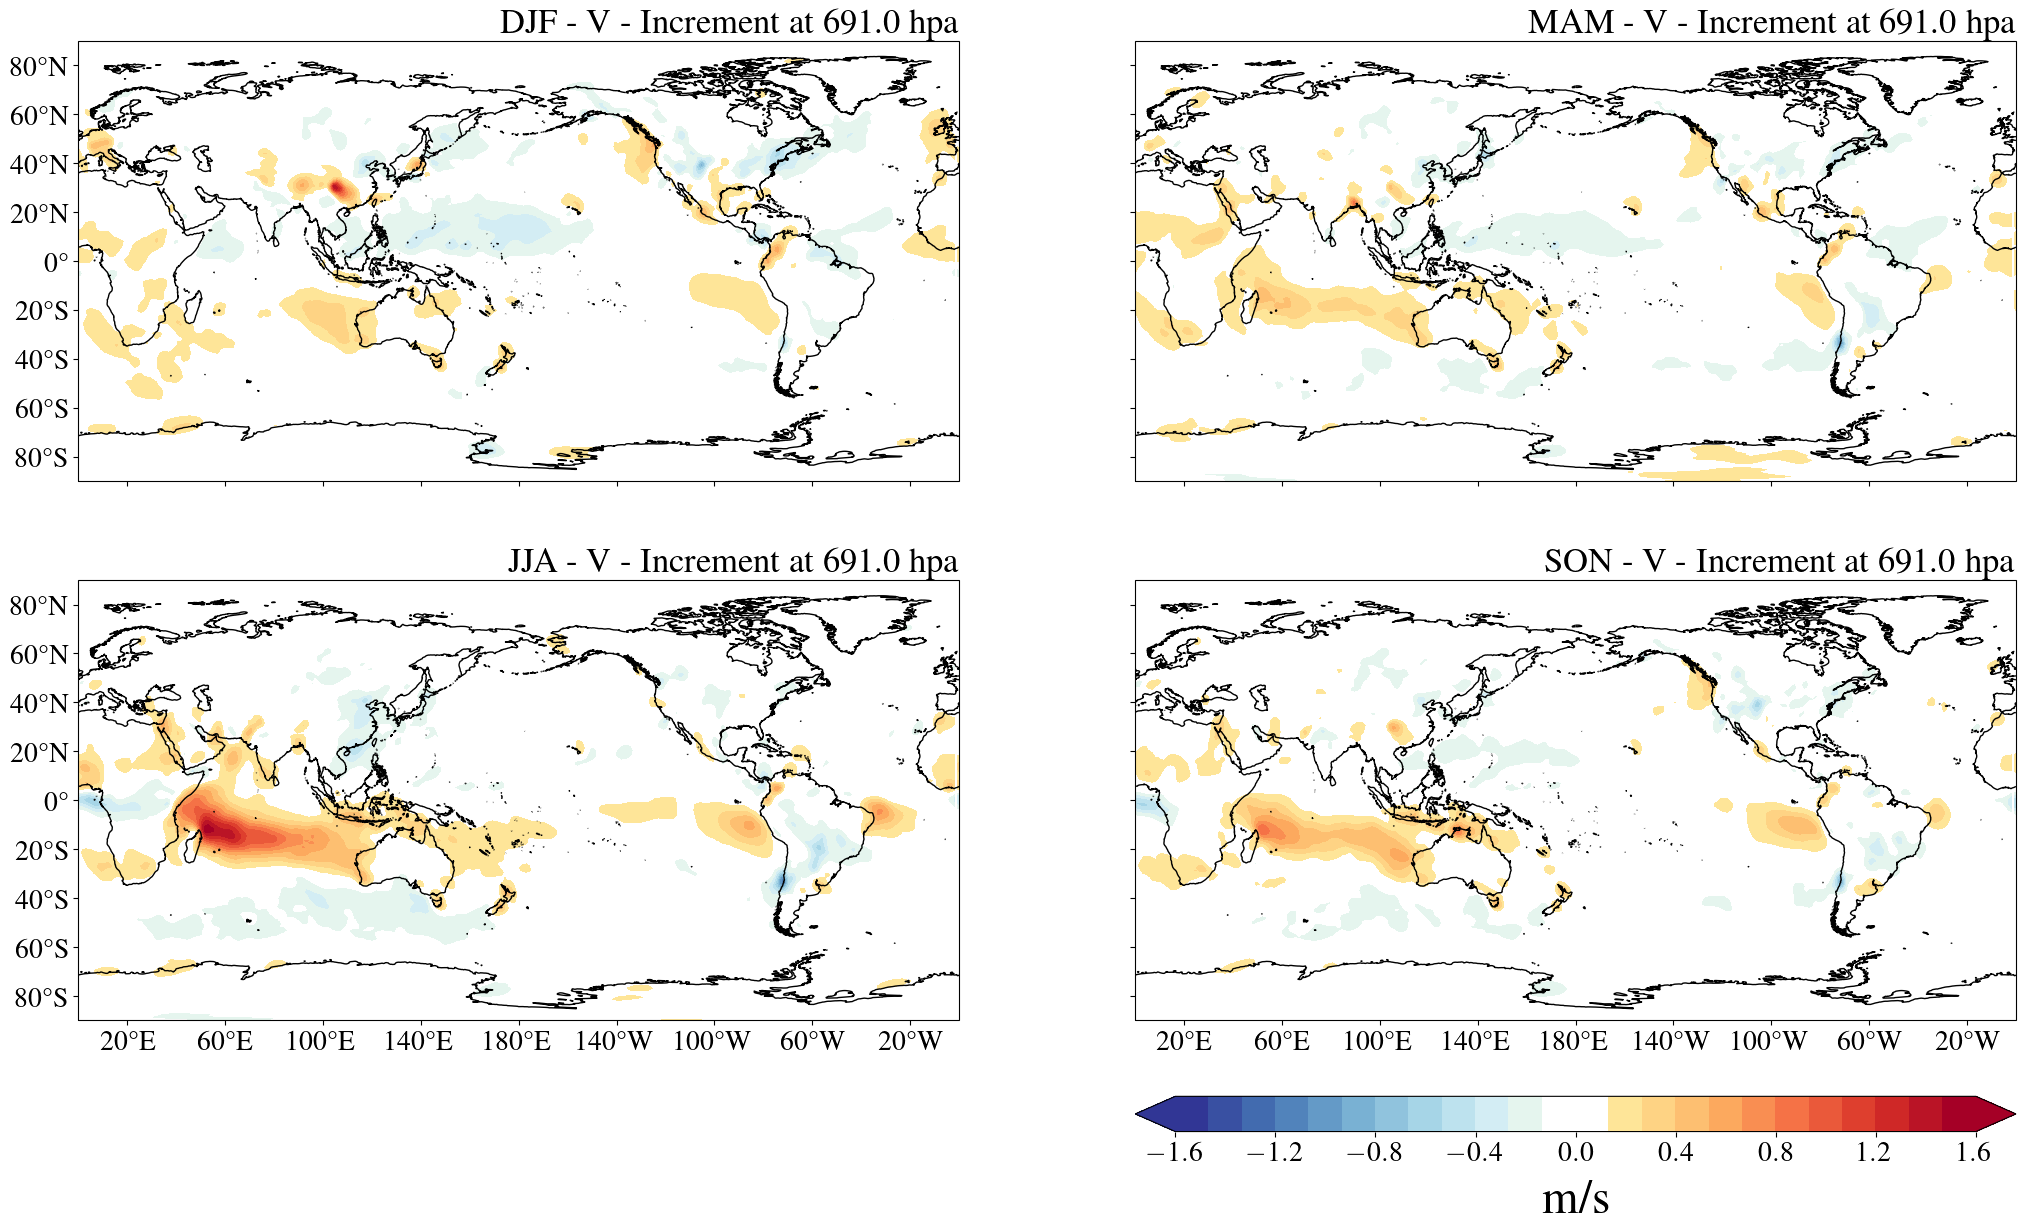 DJF - V - Increment at 691.0 hpa
MAM - V - Increment at 691.0 hpa
80°N
60°N
40°N
20°N
0°
20°S
40°S
60°S
80°S
JJA - V - Increment at 691.0 hpa
SON - V - Increment at 691.0 hpa
80°N
60°N
40°N
20°N
0°
20°S
40°S
60°S
80°S
20°E 60°E 100°E 140°E 180°E 140°W 100°W 60°W 20°W
20°E 60°E 100°E 140°E 180°E 140°W 100°W 60°W 20°W
−1.6 −1.2 −0.8 −0.4 0.0 0.4 0.8 1.2 1.6
m/s